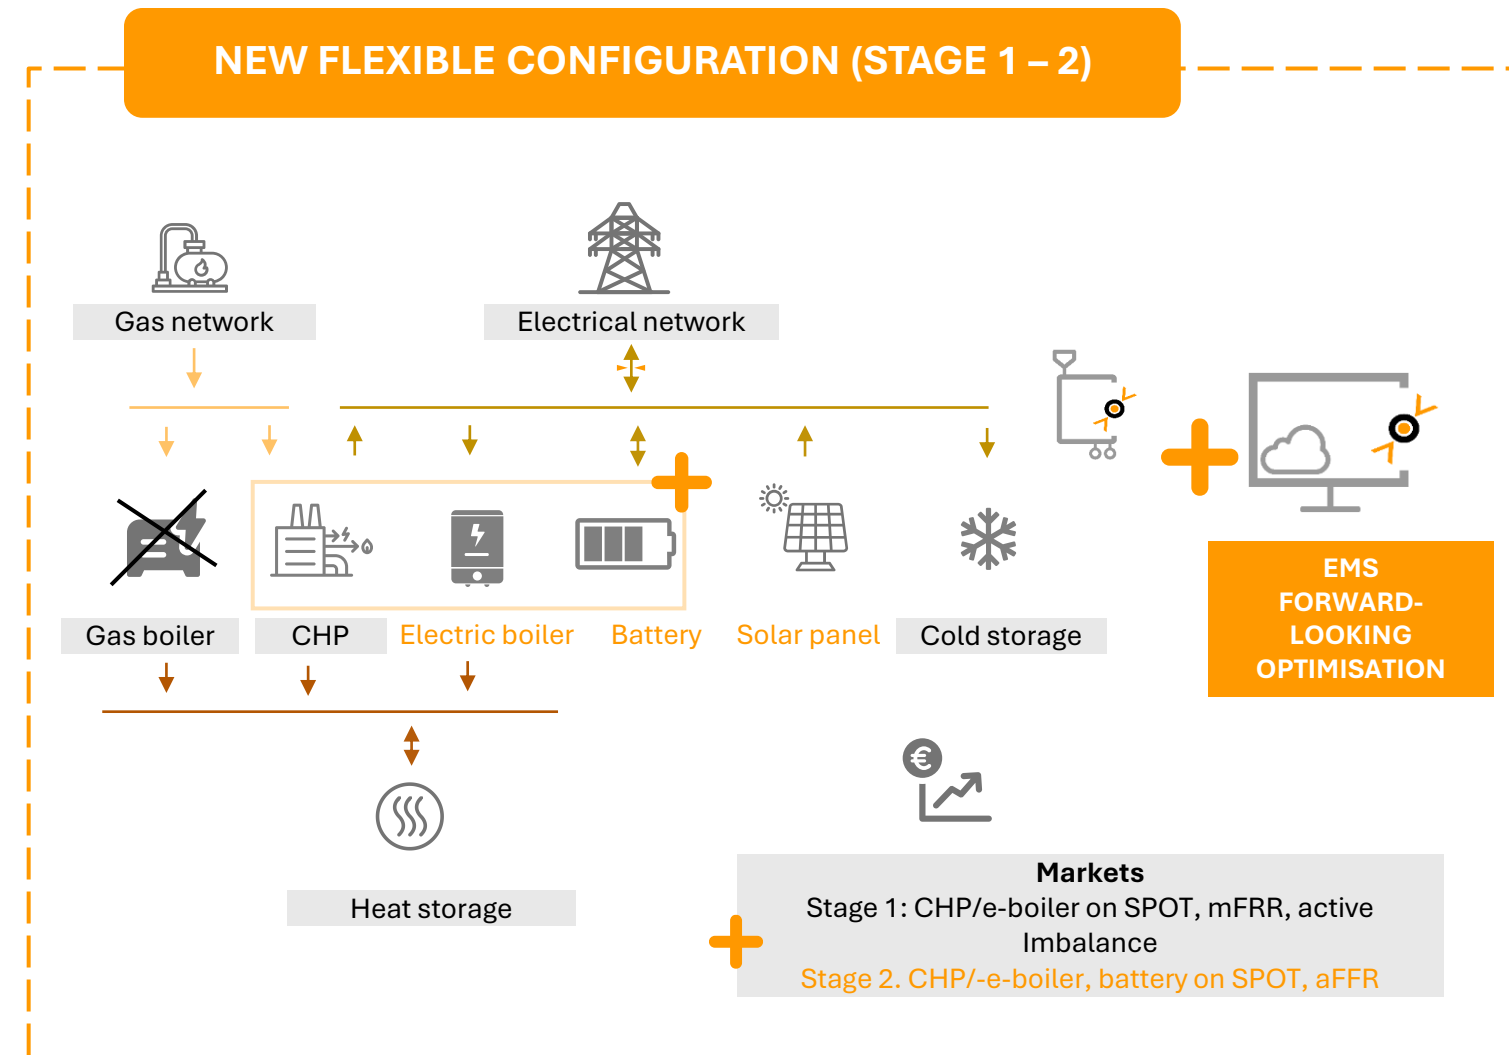 NEW FLEXIBLE CONFIGURATION (STAGE 1 – 2)
Gas network
Electrical network
Gas boiler
CHP
Electric boiler
Battery
Solar panel
Cold storage
EMS
FORWARD-
LOOKING
OPTIMISATION
Heat storage
Markets
Stage 1: CHP/e-boiler on SPOT, mFRR, active
Imbalance
Stage 2. CHP/-e-boiler, battery on SPOT, aFFR